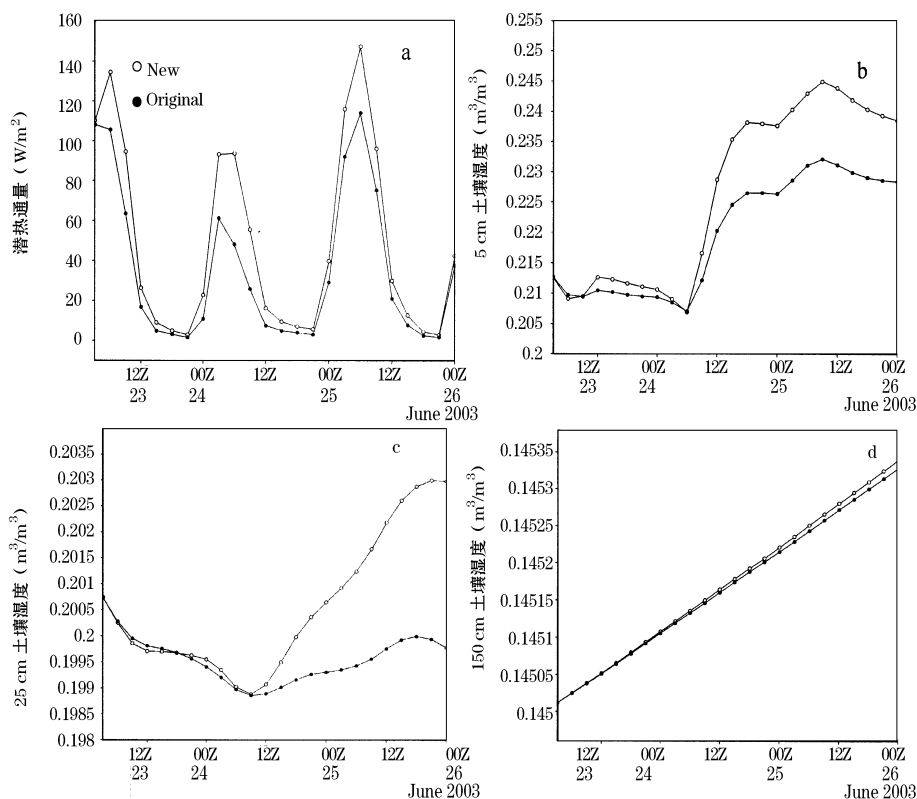 160
140
120
100
80
60
40
20
0
潜热通量（W/m²）
a
New
Original
12Z 00Z 12Z 00Z 12Z 00Z
23 24 25 26
June 2003
0.255
0.25
0.245
0.24
0.235
0.23
0.225
0.22
0.215
0.21
0.205
0.2
5 cm 土壤湿度（m³/m³）
b
12Z 00Z 12Z 00Z 12Z 00Z
23 24 25 26
June 2003
0.2035
0.203
0.2025
0.202
0.2015
0.201
0.2005
0.2
0.1995
0.199
0.1985
0.198
25 cm 土壤湿度（m³/m³）
c
12Z 00Z 12Z 00Z 12Z 00Z
23 24 25 26
June 2003
0.14535
0.1453
0.14525
0.1452
0.14515
0.1451
0.14505
0.145
150 cm 土壤湿度（m³/m³）
d
12Z 00Z 12Z 00Z 12Z 00Z
23 24 25 26
June 2003